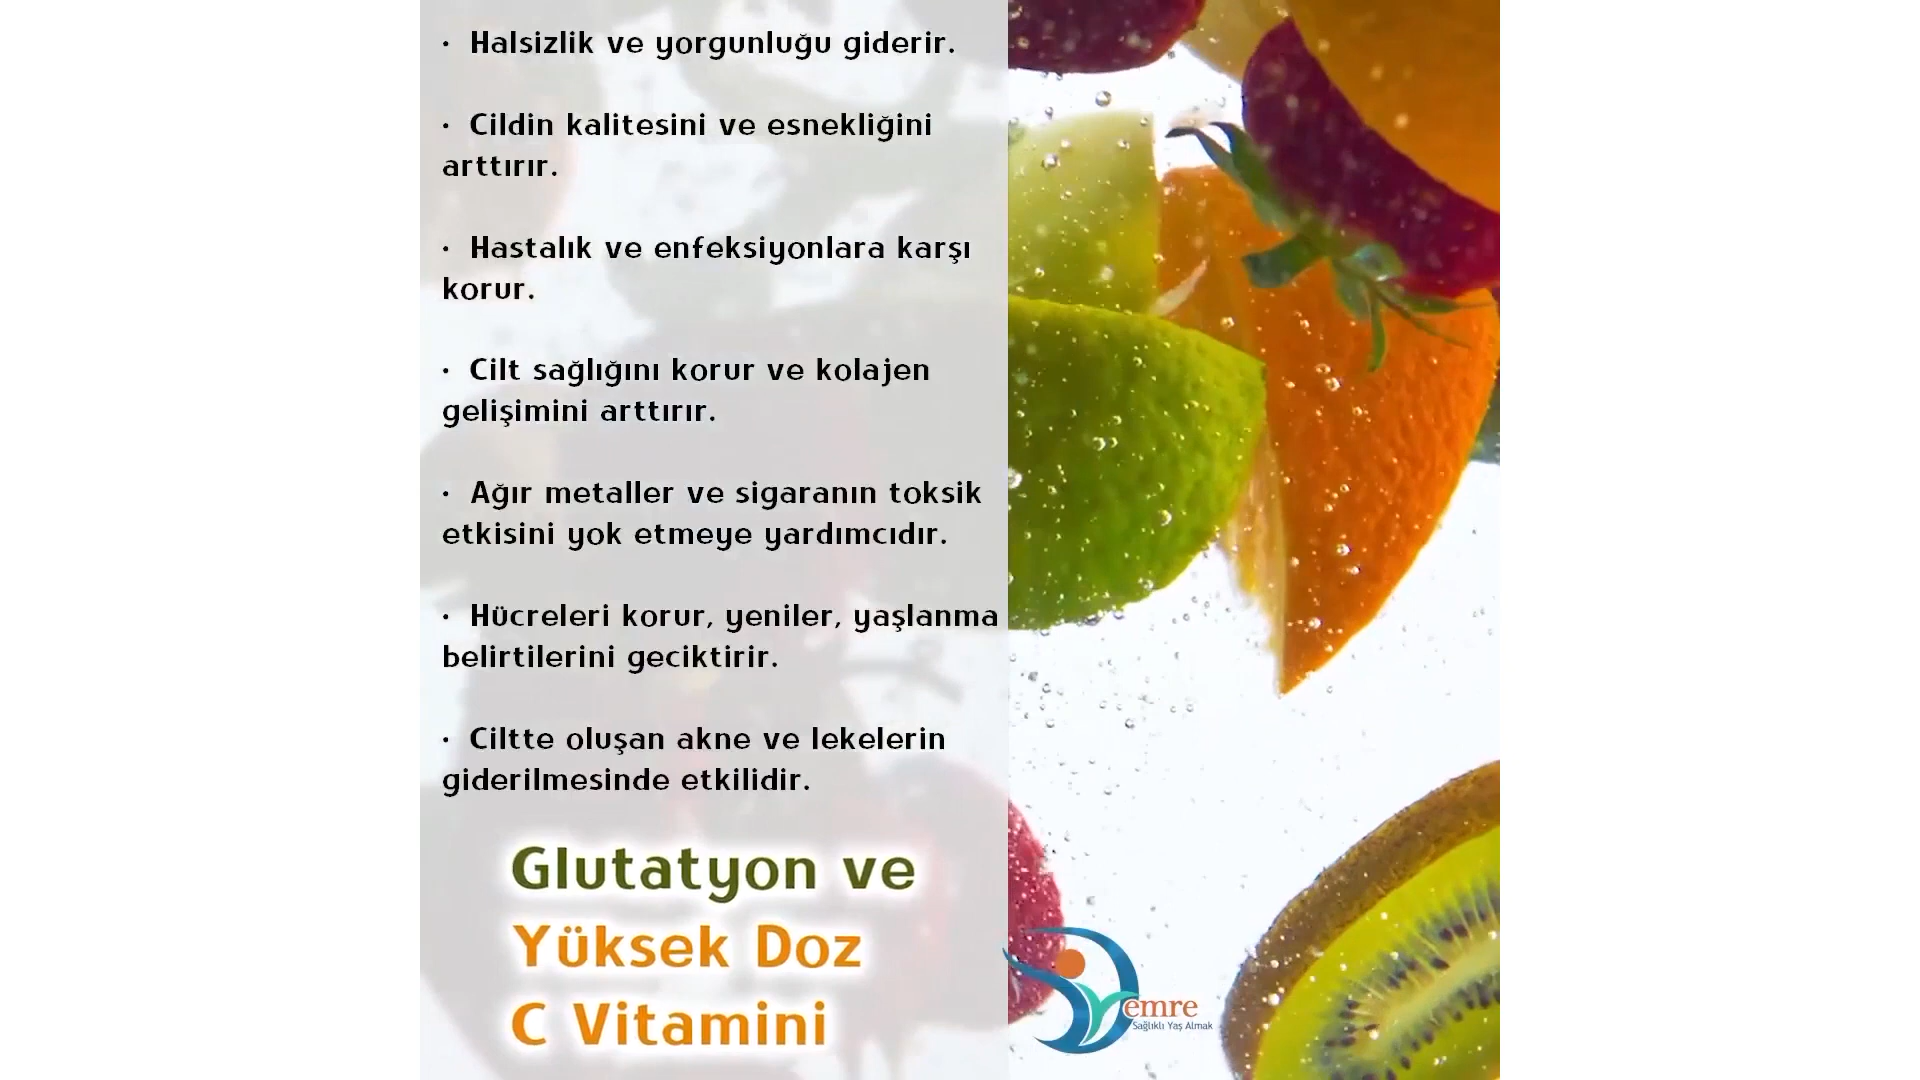 · Halsizlik ve yorgunluğu giderir.
· Cildin kalitesini ve esnekliğini
arttırır.
· Hastalık ve enfeksiyonlara karşı
korur.
· Cilt sağlığını korur ve kolajen
gelişimini arttırır.
· Ağır metaller ve sigaranın toksik
etkisini yok etmeye yardımcıdır.
· Hücreleri korur, yeniler, yaşlanma
belirtilerini geciktirir.
· Ciltte oluşan akne ve lekelerin
giderilmesinde etkilidir.
Glutatyon ve
Yüksek Doz
C Vitamini
emre
Sağlıklı Yaş Almak